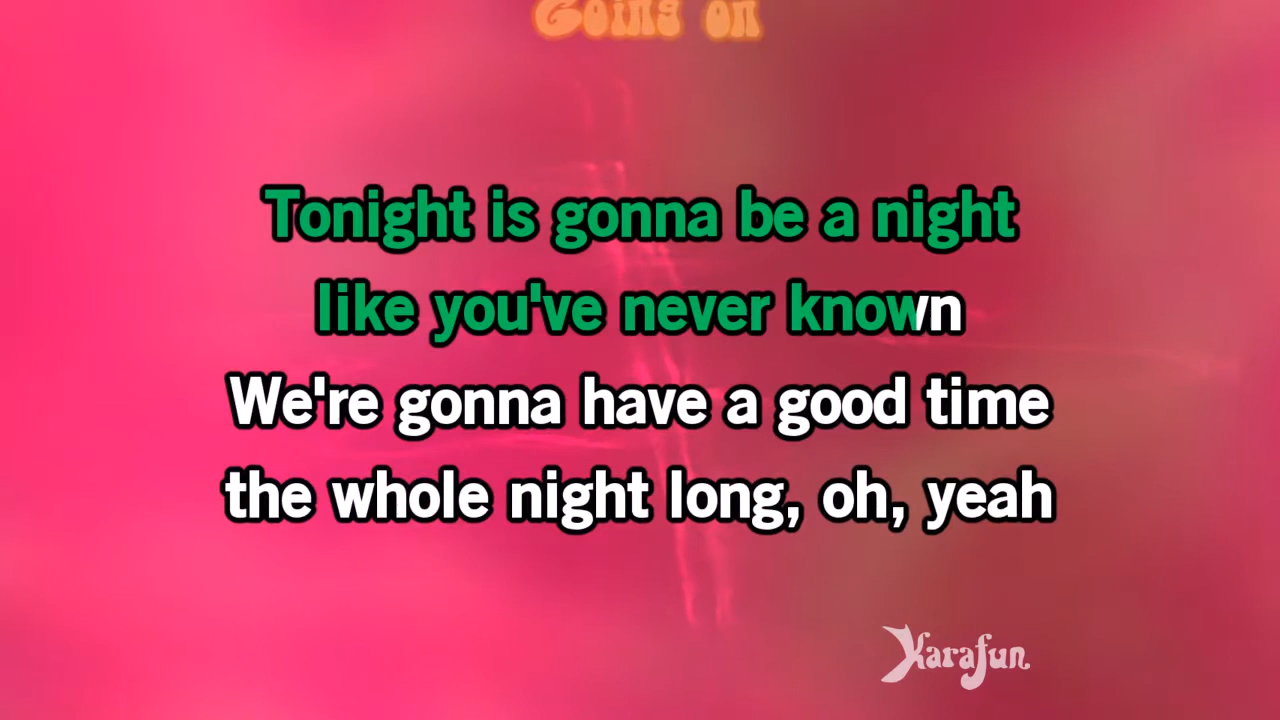 Going on
Tonight is gonna be a night
like you've never known
We're gonna have a good time
the whole night long, oh, yeah
Karafun